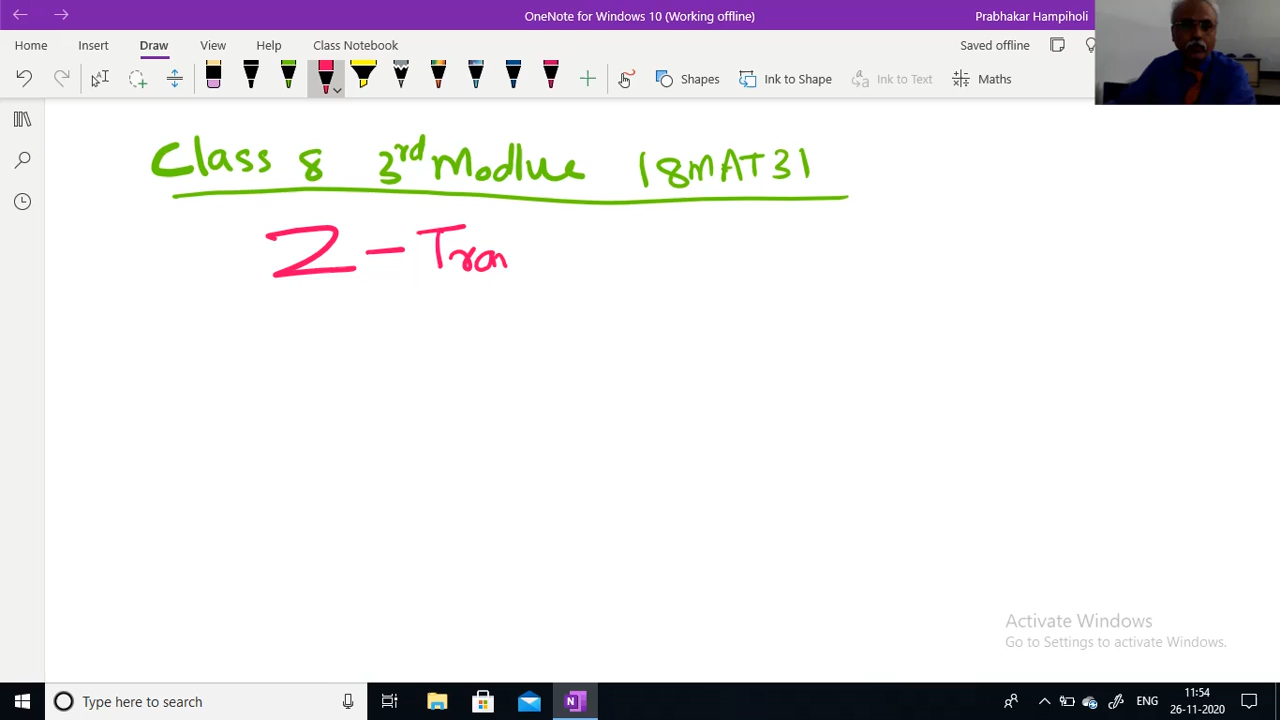 OneNote for Windows 10 (Working offline)
Prabhakar Hampiholi
Home Insert Draw View Help Class Notebook
Saved offline
Shapes Ink to Shape Ink to Text Maths
Class 8 3rd Modlue 18MAT31
Z - Tran
Activate Windows
Go to Settings to activate Windows.
Type here to search
ENG
11:54
26-11-2020